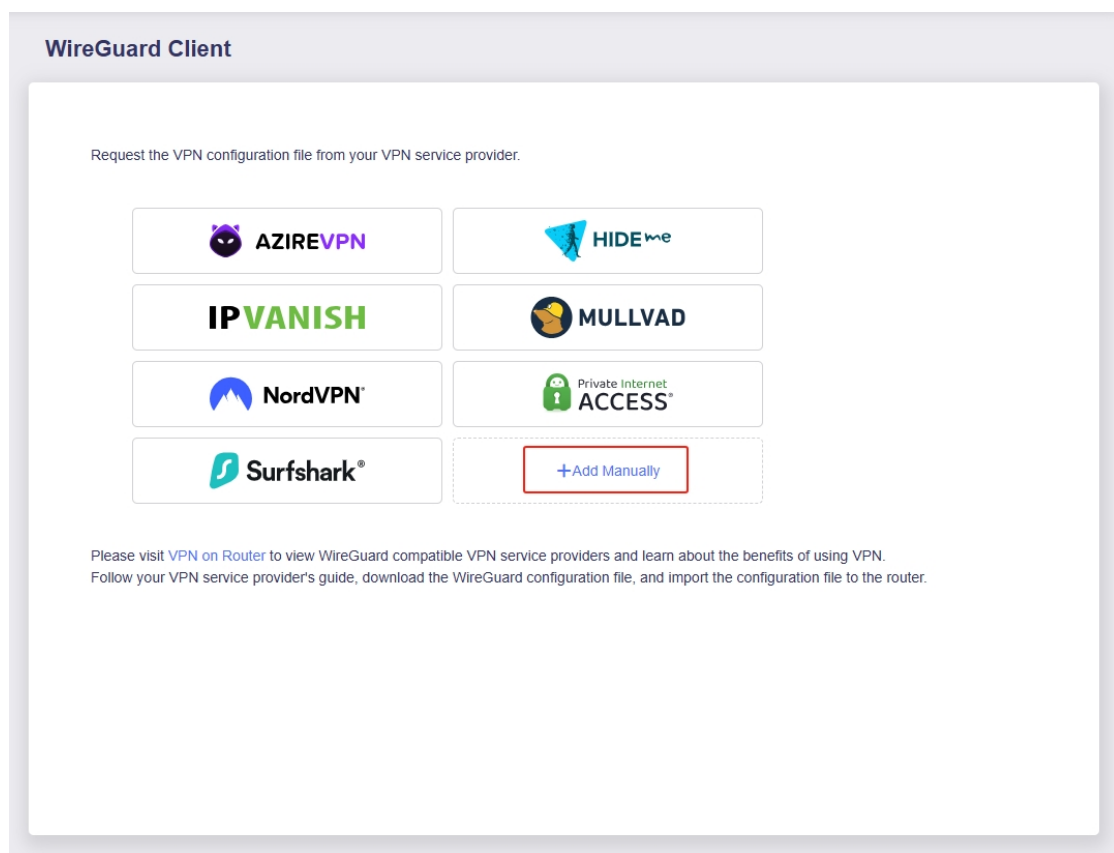 WireGuard Client
Request the VPN configuration file from your VPN service provider.
AZIREVPN
HIDE me
IPVANISH
MULLVAD
NordVPN®
Private Internet
ACCESS®
Surfshark®
+Add Manually
Please visit VPN on Router to view WireGuard compatible VPN service providers and learn about the benefits of using VPN.
Follow your VPN service provider's guide, download the WireGuard configuration file, and import the configuration file to the router.